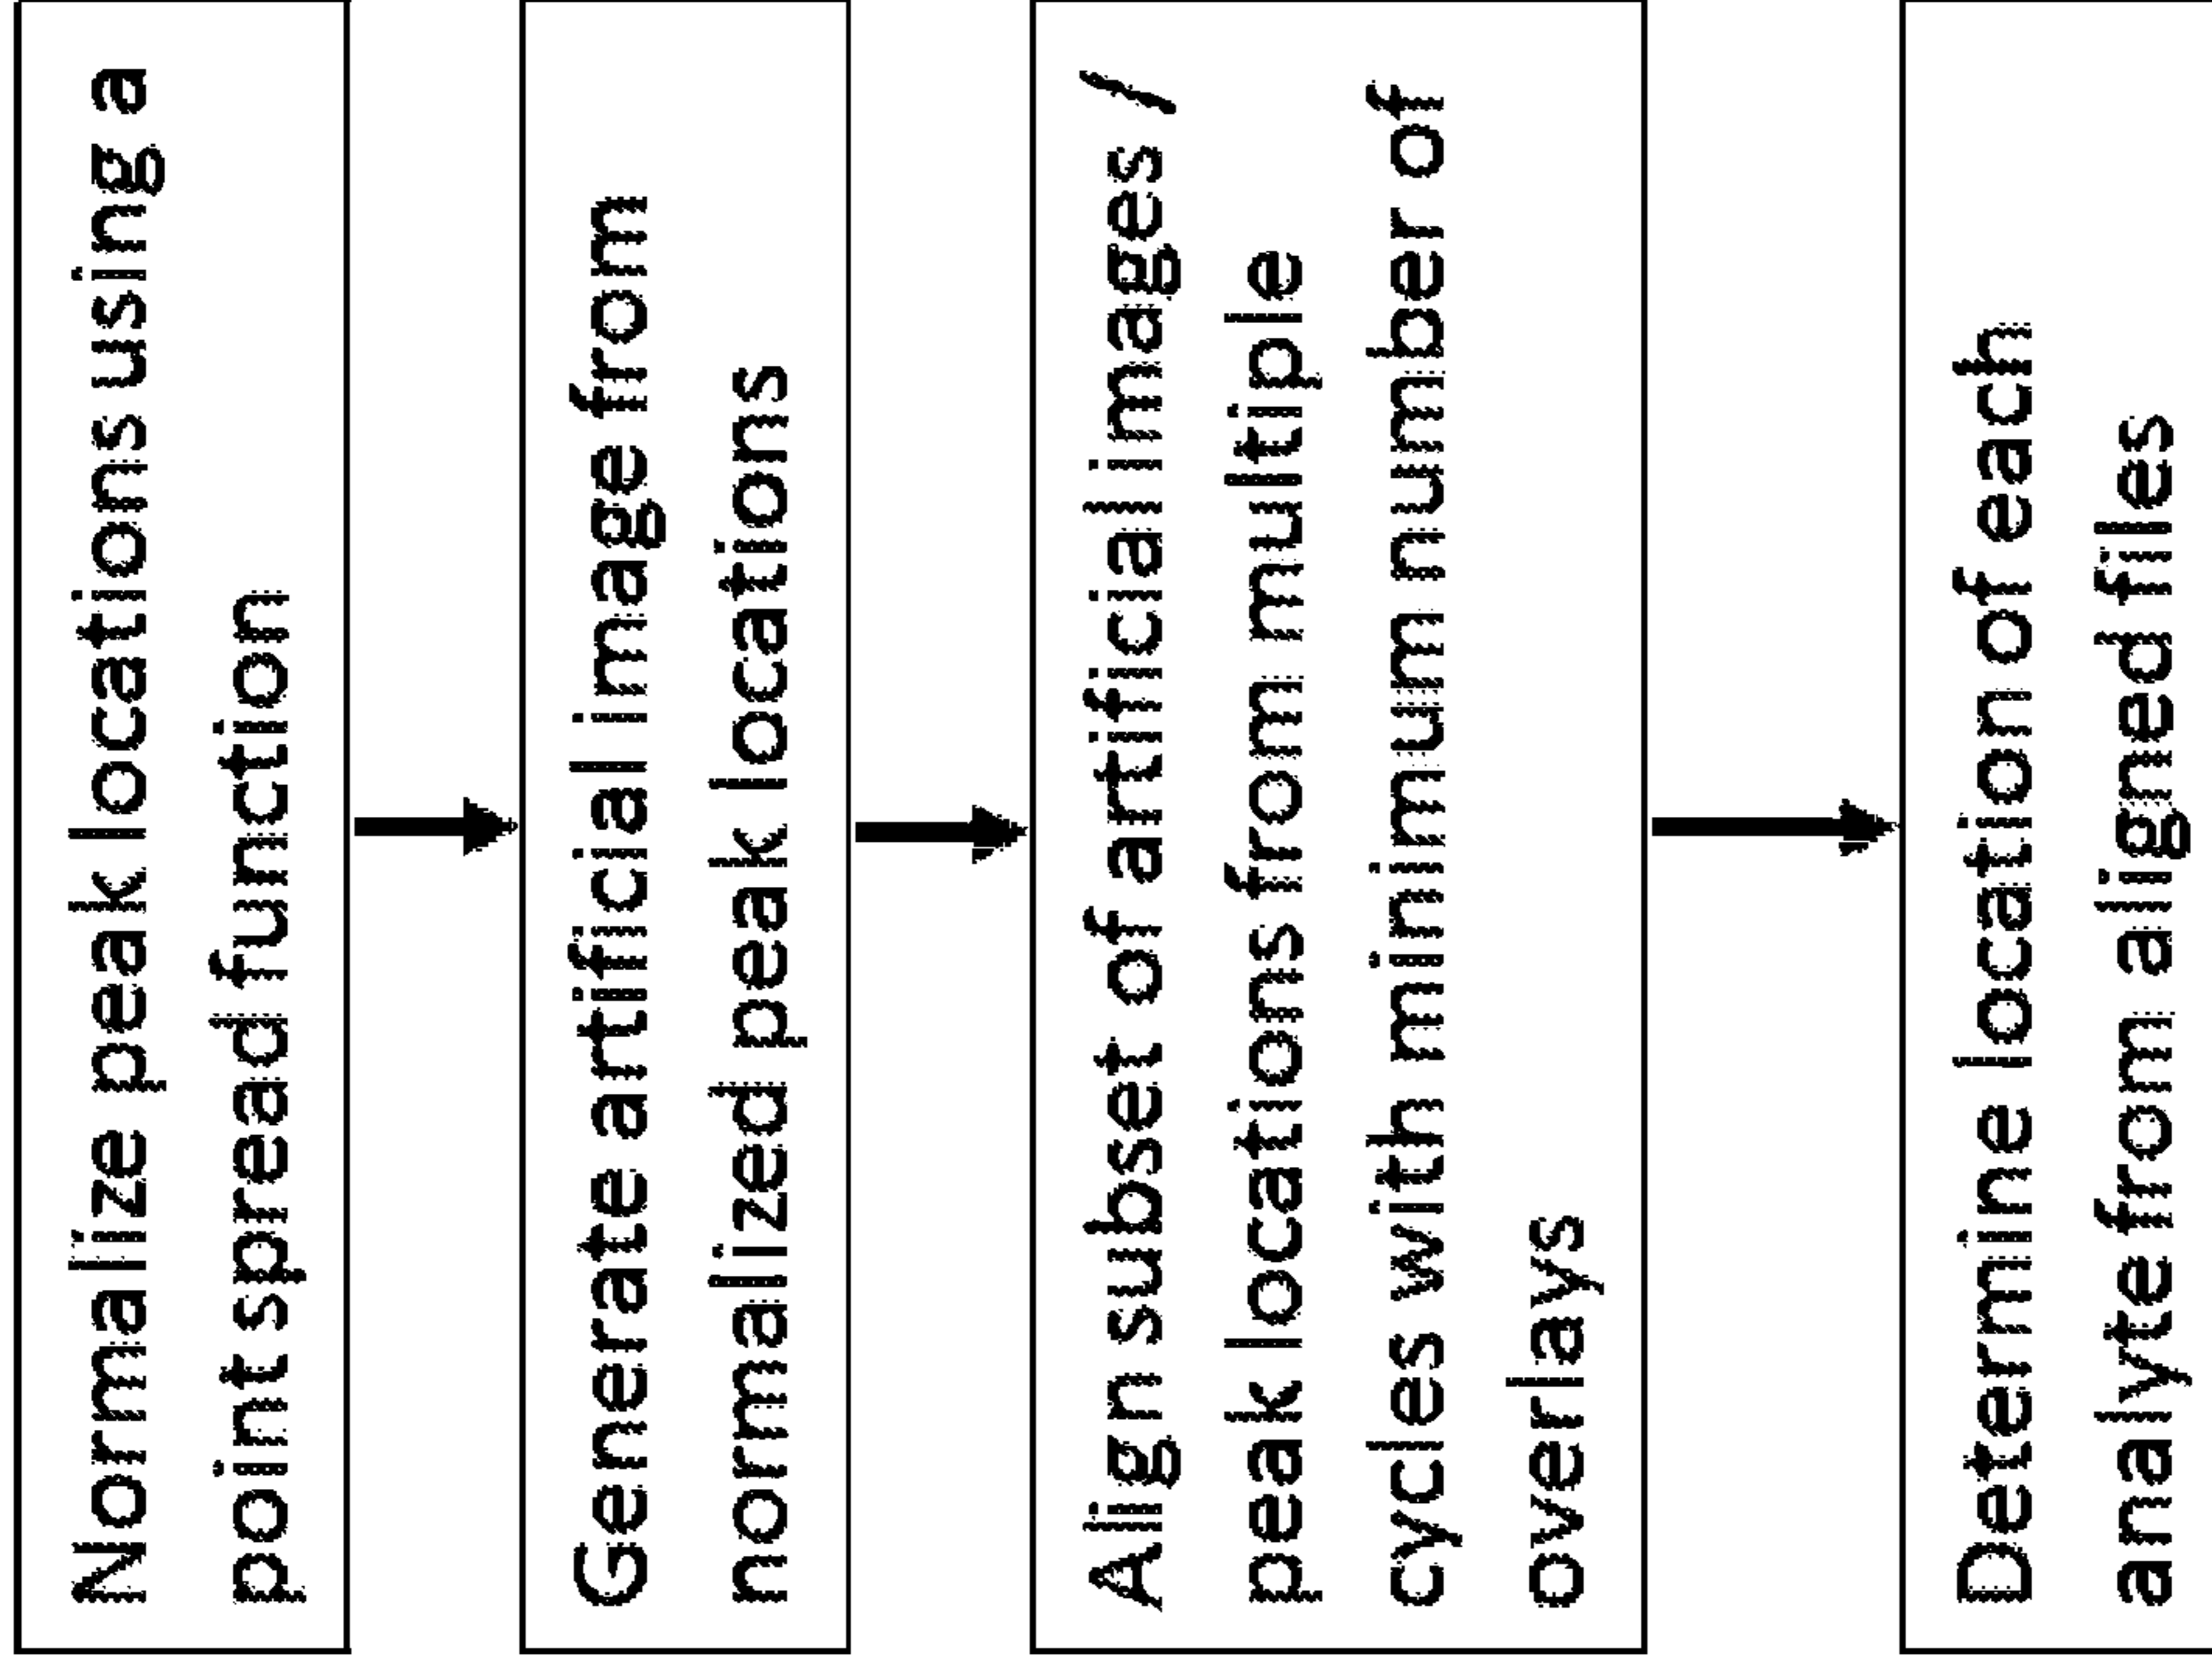 Normalize peak locations using a
point spread function
Generate artificial image from
normalized peak locations
Align subset of artificial images /
peak locations from multiple
cycles with minimum number of
overlays
Determine location of each
analyte from aligned files